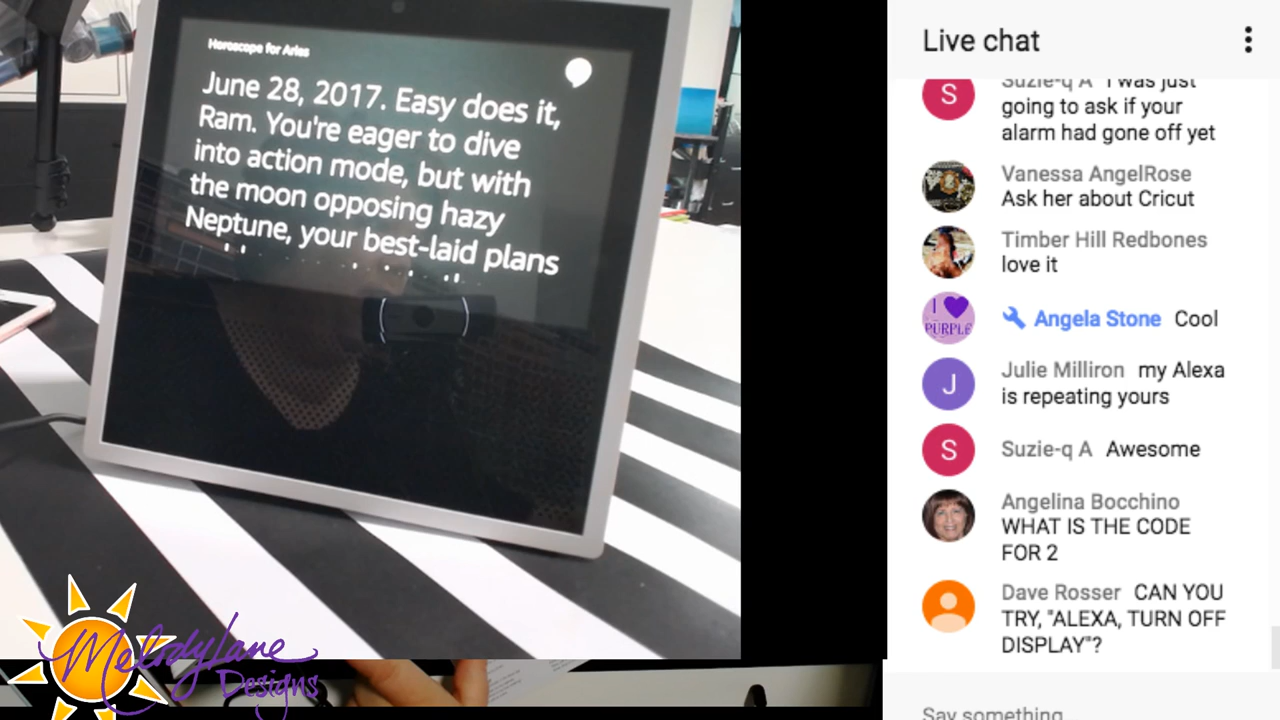 Horoscope for Aries
June 28, 2017. Easy does it,
Ram. You're eager to dive
into action mode, but with
the moon opposing hazy
Neptune, your best-laid plans
MelodyLane
Designs
I
PURPLE
Live chat
Suzie-q A I was just
going to ask if your
alarm had gone off yet
Vanessa AngelRose
Ask her about Cricut
Timber Hill Redbones
love it
Angela Stone Cool
Julie Milliron my Alexa
is repeating yours
Suzie-q A Awesome
Angelina Bocchino
WHAT IS THE CODE
FOR 2
Dave Rosser CAN YOU
TRY, "ALEXA, TURN OFF
DISPLAY"?
Say something...
S
J
S